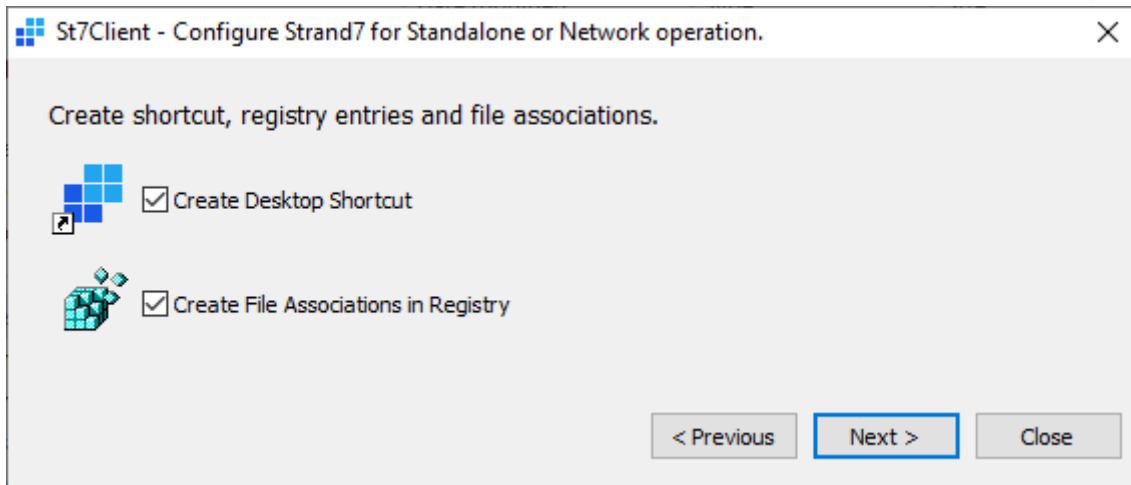 St7Client - Configure Strand7 for Standalone or Network operation.
Create shortcut, registry entries and file associations.
Create Desktop Shortcut
Create File Associations in Registry
< Previous
Next >
Close